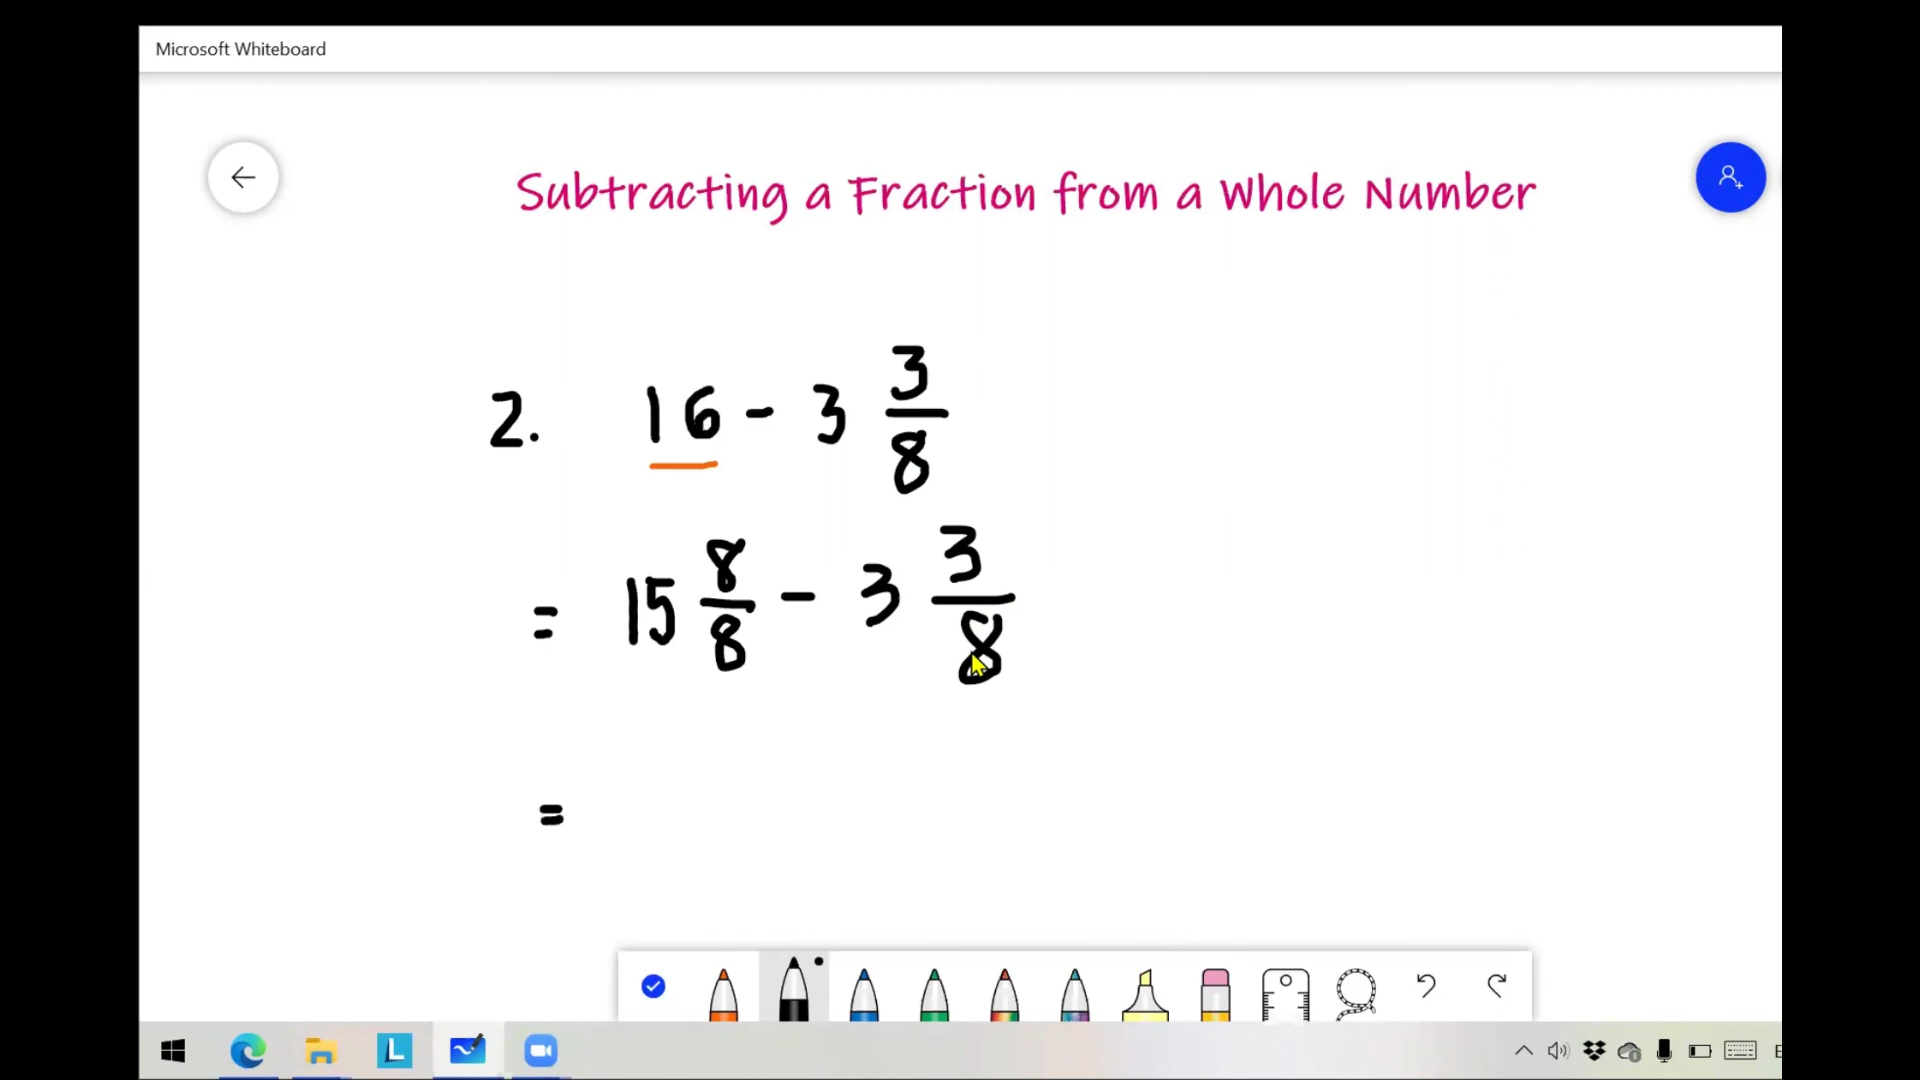 Microsoft Whiteboard
Subtracting a Fraction from a Whole Number
2. 16 - 3 3/8
= 15 8/8 - 3 3/8
=
L